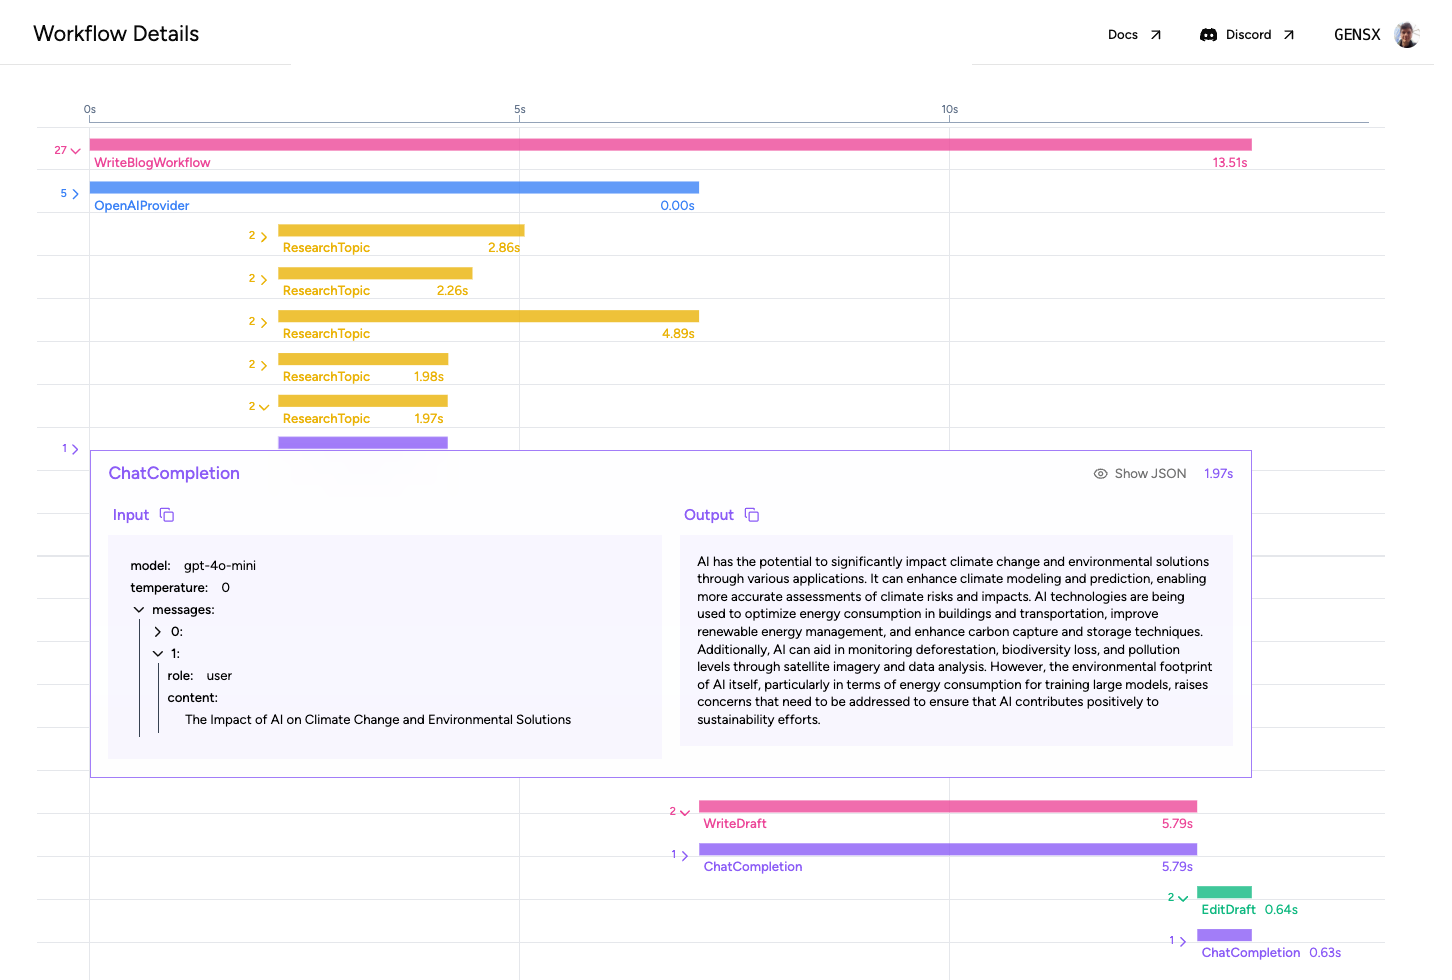 Workflow Details
Docs
Discord
GENSX
0s 5s 10s
27
WriteBlogWorkflow 13.51s
5
OpenAIProvider 0.00s
2
ResearchTopic 2.86s
2
ResearchTopic 2.26s
2
ResearchTopic 4.89s
2
ResearchTopic 1.98s
2
ResearchTopic 1.97s
1
ChatCompletion Show JSON 1.97s
Input
model: gpt-4o-mini
temperature: 0
messages:
0:
1:
role: user
content:
The Impact of AI on Climate Change and Environmental Solutions
Output
AI has the potential to significantly impact climate change and environmental solutions
through various applications. It can enhance climate modeling and prediction, enabling
more accurate assessments of climate risks and impacts. AI technologies are being
used to optimize energy consumption in buildings and transportation, improve
renewable energy management, and enhance carbon capture and storage techniques.
Additionally, AI can aid in monitoring deforestation, biodiversity loss, and pollution
levels through satellite imagery and data analysis. However, the environmental footprint
of AI itself, particularly in terms of energy consumption for training large models, raises
concerns that need to be addressed to ensure that AI contributes positively to
sustainability efforts.
2
WriteDraft 5.79s
1
ChatCompletion 5.79s
2
EditDraft 0.64s
1
ChatCompletion 0.63s